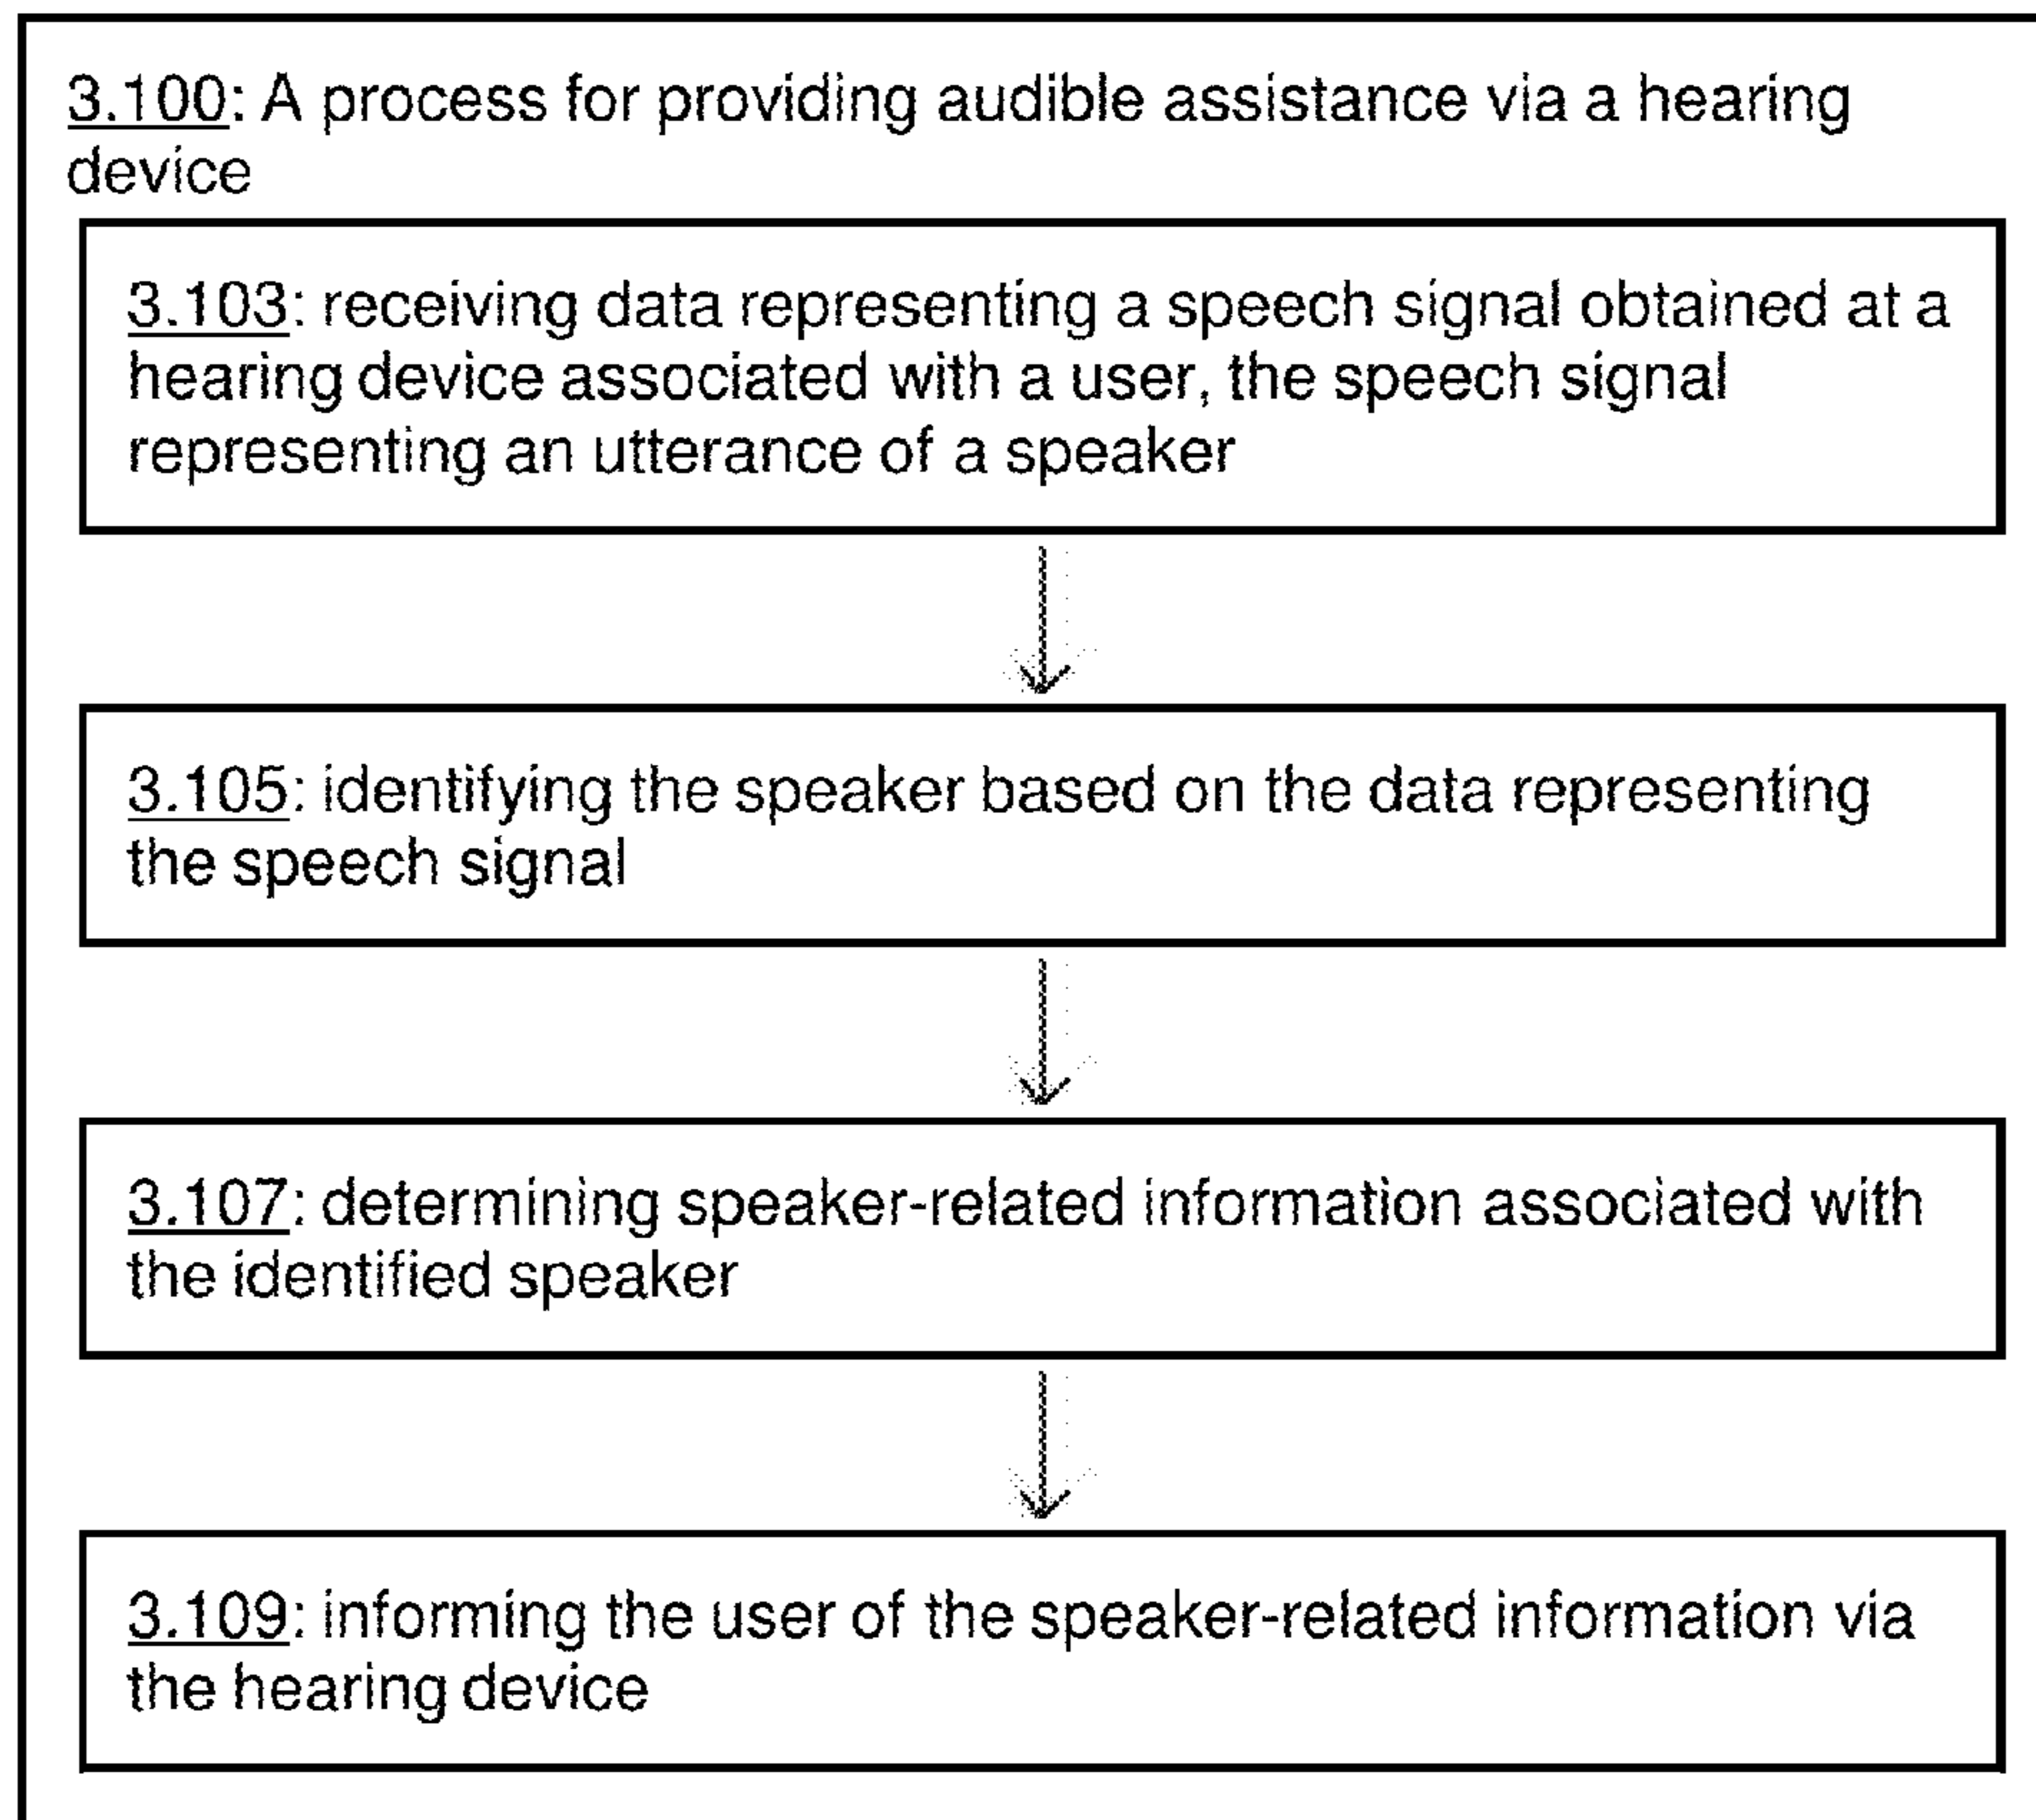 3.100: A process for providing audible assistance via a hearing
device
3.103: receiving data representing a speech signal obtained at a
hearing device associated with a user, the speech signal
representing an utterance of a speaker
3.105: identifying the speaker based on the data representing
the speech signal
3.107: determining speaker-related information associated with
the identified speaker
3.109: informing the user of the speaker-related information via
the hearing device